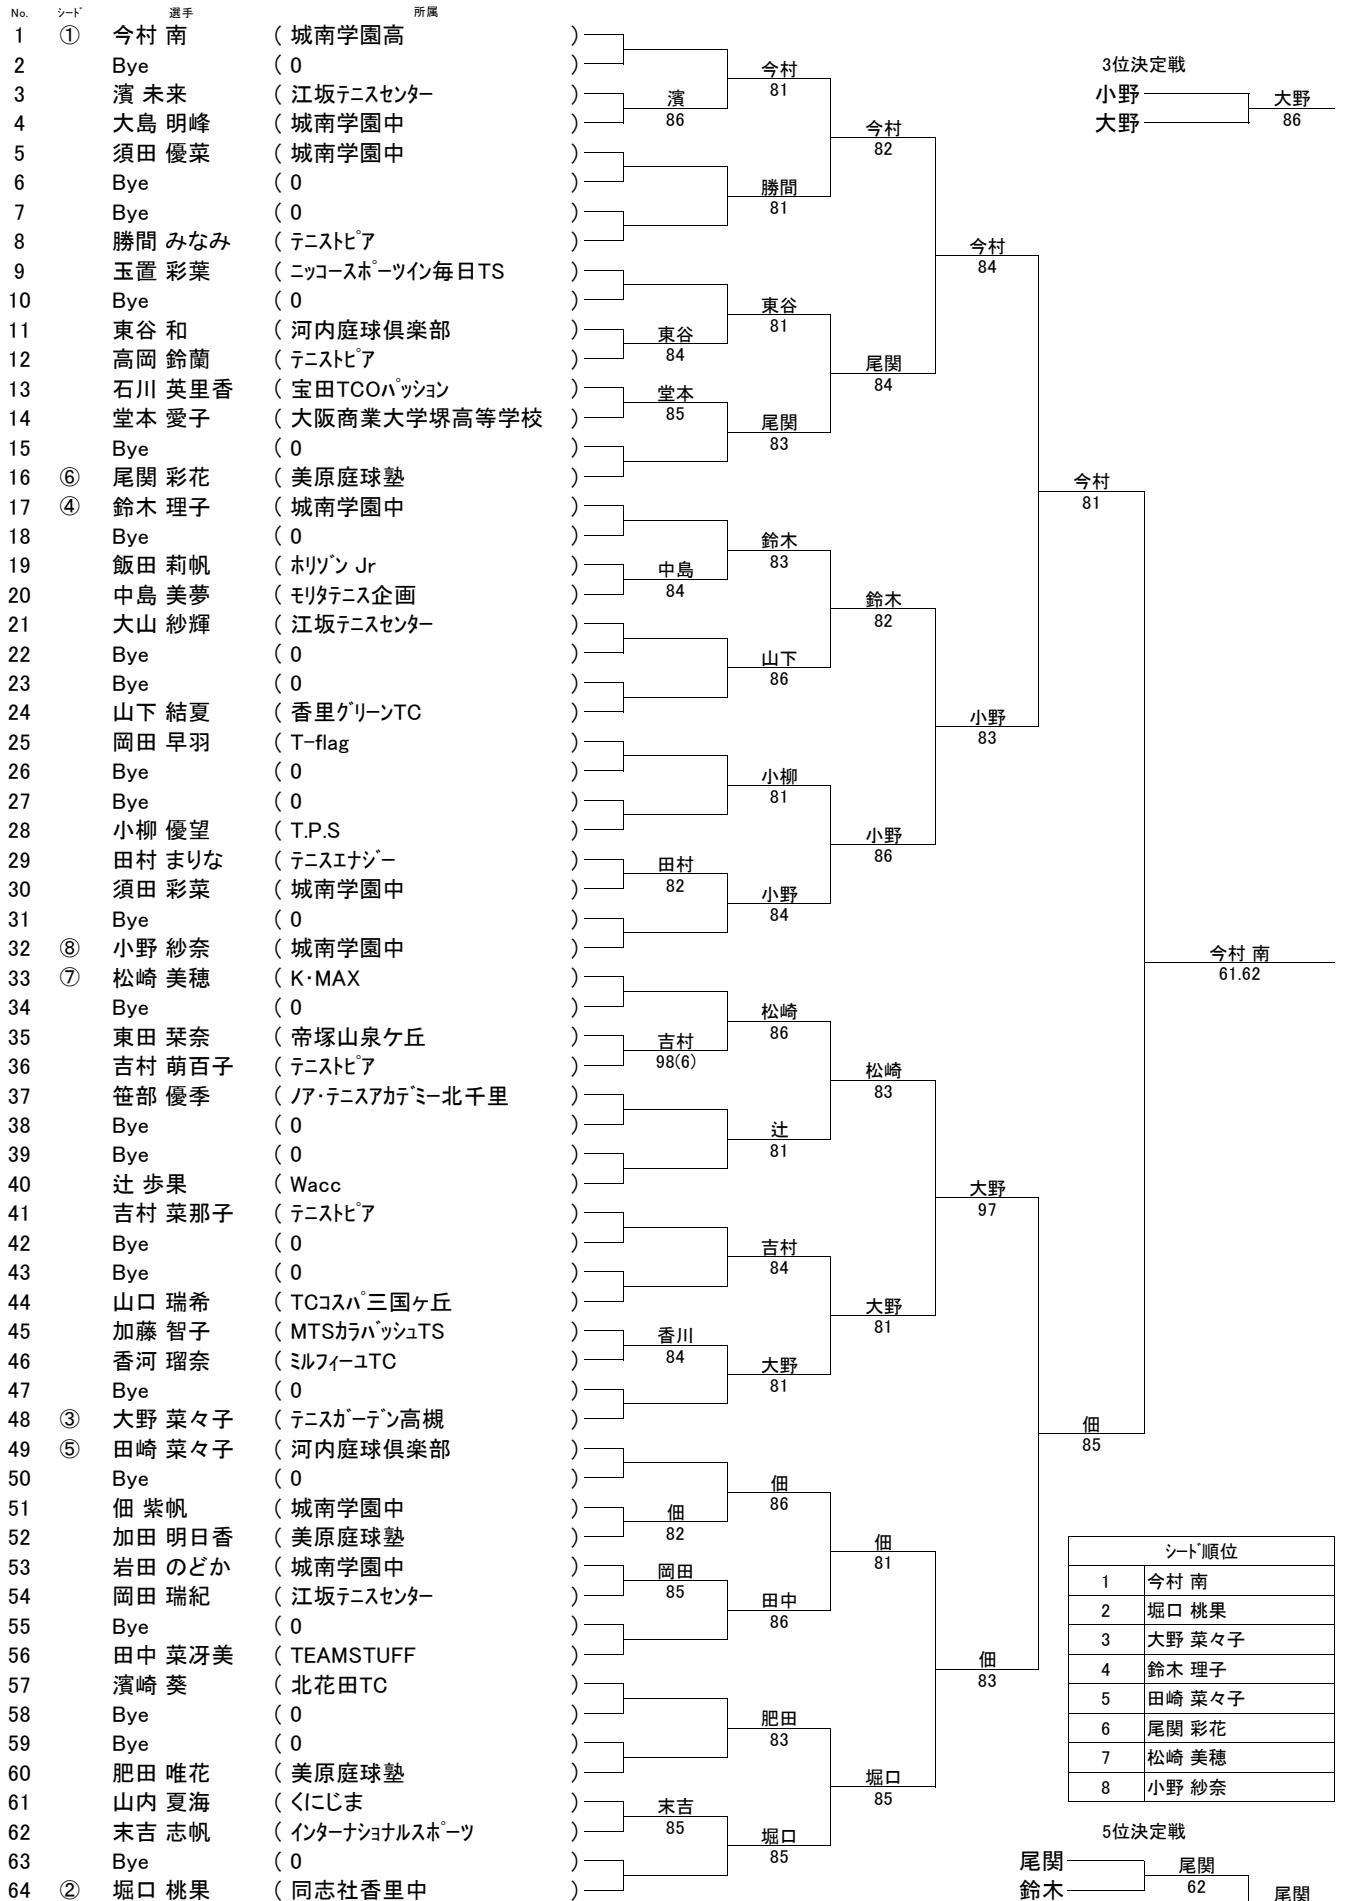 No. シード 選手 所属
1 ① 今村 南 ( 城南学園高 )
2 Bye ( 0 )
3 濱 未来 ( 江坂テニスセンター )
4 大島 明峰 ( 城南学園中 )
5 須田 優菜 ( 城南学園中 )
6 Bye ( 0 )
7 Bye ( 0 )
8 勝間 みなみ ( テニストピア )
9 玉置 彩葉 ( ニッコースポーツイン毎日TS )
10 Bye ( 0 )
11 東谷 和 ( 河内庭球倶楽部 )
12 高岡 鈴蘭 ( テニストピア )
13 石川 英里香 ( 宝田TCOパッション )
14 堂本 愛子 ( 大阪商業大学堺高等学校 )
15 Bye ( 0 )
16 ⑥ 尾関 彩花 ( 美原庭球塾 )
17 ④ 鈴木 理子 ( 城南学園中 )
18 Bye ( 0 )
19 飯田 莉帆 ( ホリゾン Jr )
20 中島 美夢 ( モリタテニス企画 )
21 大山 紗輝 ( 江坂テニスセンター )
22 Bye ( 0 )
23 Bye ( 0 )
24 山下 結夏 ( 香里グリーンTC )
25 岡田 早羽 ( T-flag )
26 Bye ( 0 )
27 Bye ( 0 )
28 小柳 優望 ( T.P.S )
29 田村 まりな ( テニスエナジー )
30 須田 彩菜 ( 城南学園中 )
31 Bye ( 0 )
32 ⑧ 小野 紗奈 ( 城南学園中 )
33 ⑦ 松崎 美穂 ( K･MAX )
34 Bye ( 0 )
35 東田 栞奈 ( 帝塚山泉ケ丘 )
36 吉村 萌百子 ( テニストピア )
37 笹部 優季 ( ノア･テニスアカデミー北千里 )
38 Bye ( 0 )
39 Bye ( 0 )
40 辻 歩果 ( Wacc )
41 吉村 菜那子 ( テニストピア )
42 Bye ( 0 )
43 Bye ( 0 )
44 山口 瑞希 ( TCコスパ三国ヶ丘 )
45 加藤 智子 ( MTSカラバッシュTS )
46 香河 瑠奈 ( ミルフィーユTC )
47 Bye ( 0 )
48 ③ 大野 菜々子 ( テニスガーデン高槻 )
49 ⑤ 田崎 菜々子 ( 河内庭球倶楽部 )
50 Bye ( 0 )
51 佃 紫帆 ( 城南学園中 )
52 加田 明日香 ( 美原庭球塾 )
53 岩田 のどか ( 城南学園中 )
54 岡田 瑞紀 ( 江坂テニスセンター )
55 Bye ( 0 )
56 田中 菜冴美 ( TEAMSTUFF )
57 濱崎 葵 ( 北花田TC )
58 Bye ( 0 )
59 Bye ( 0 )
60 肥田 唯花 ( 美原庭球塾 )
61 山内 夏海 ( くにじま )
62 末吉 志帆 ( インターナショナルスポーツ )
63 Bye ( 0 )
64 ② 堀口 桃果 ( 同志社香里中 )
濱
86
東谷
84
堂本
85
中島
84
田村
82
吉村
98(6)
香川
84
佃
82
岡田
85
末吉
85
今村
81
勝間
81
東谷
81
尾関
83
鈴木
83
山下
86
小柳
81
小野
84
松崎
86
辻
81
吉村
84
大野
81
佃
86
田中
86
肥田
83
堀口
85
今村
82
尾関
84
鈴木
82
小野
86
松崎
83
大野
81
佃
81
堀口
85
今村
84
小野
83
大野
97
佃
83
今村
81
佃
85
今村 南
61.62
3位決定戦
小野
大野
大野
86
シード順位
1 今村 南
2 堀口 桃果
3 大野 菜々子
4 鈴木 理子
5 田崎 菜々子
6 尾関 彩花
7 松崎 美穂
8 小野 紗奈
5位決定戦
尾関
鈴木
尾関
62
尾関